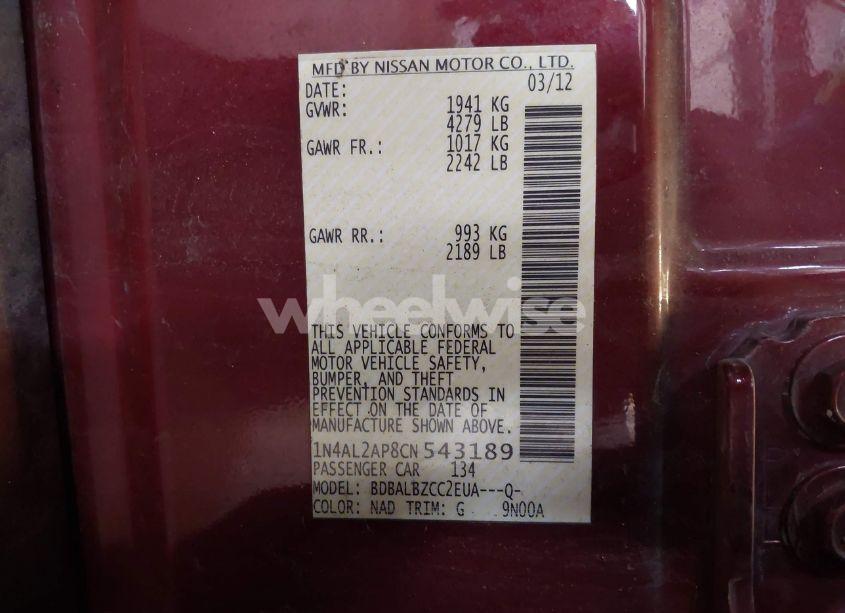 MFD BY NISSAN MOTOR CO., LTD.
DATE: 03/12
GVWR: 1941 KG
4279 LB
GAWR FR.: 1017 KG
2242 LB
GAWR RR.: 993 KG
2189 LB
wheelwise
THIS VEHICLE CONFORMS TO
ALL APPLICABLE FEDERAL
MOTOR VEHICLE SAFETY,
BUMPER, AND THEFT
PREVENTION STANDARDS IN
EFFECT ON THE DATE OF
MANUFACTURE SHOWN ABOVE.
1N4AL2AP8CN543189
PASSENGER CAR 134
MODEL: BDBALBZCC2EUA---Q-
COLOR: NAD TRIM: G 9N00A